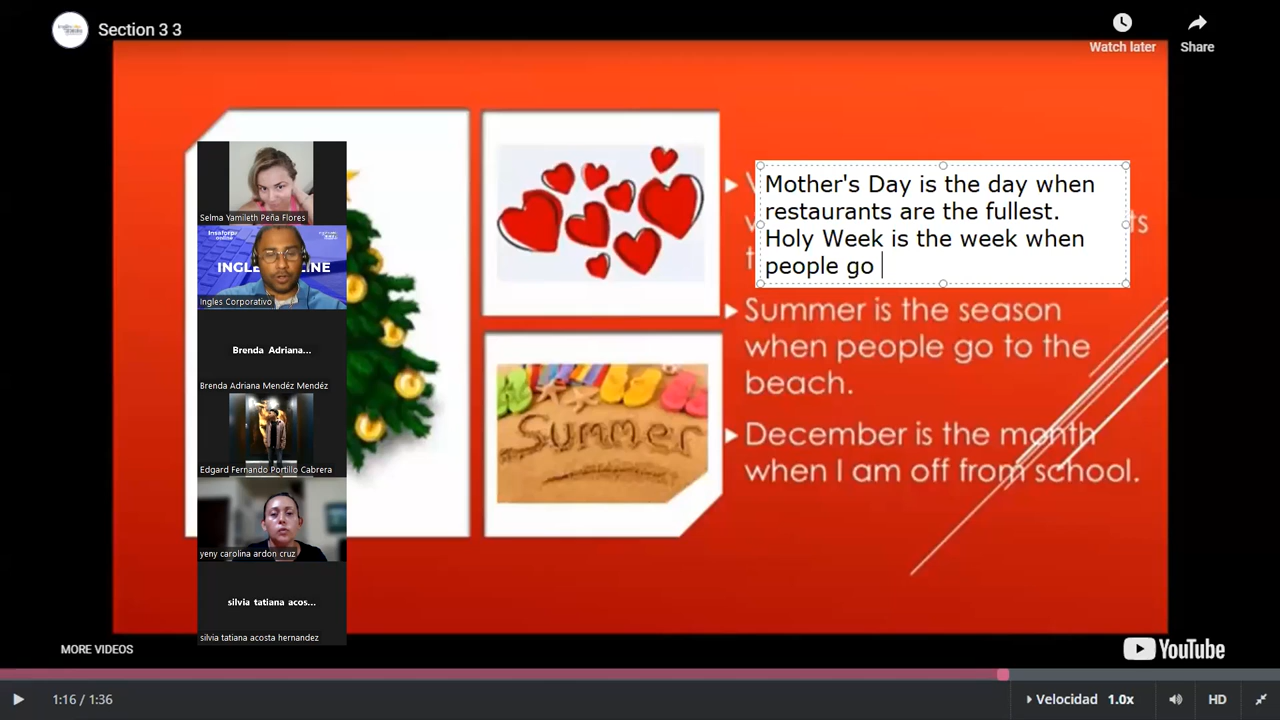 Section 3 3
Watch later
Share
Mother's Day is the day when
restaurants are the fullest.
Holy Week is the week when
people go
Summer is the season
when people go to the
beach.
December is the month
when I am off from school.
Summer
Selma Yamileth Peña Flores
Insaforp
online
INGLE
LINE
Ingles Corporativo
Brenda Adriana...
Brenda Adriana Mendéz Mendéz
Edgard Fernando Portillo Cabrera
yeny carolina ardon cruz
silvia tatiana acos...
silvia tatiana acosta hernandez
MORE VIDEOS
YouTube
1:16 / 1:36
Velocidad 1.0x
HD